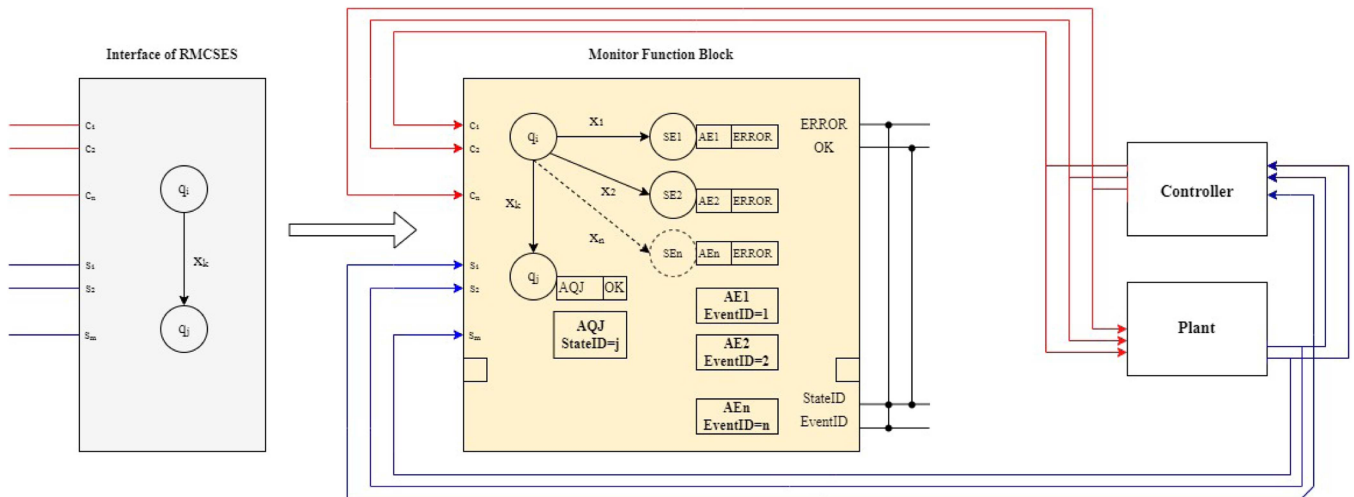 Interface of RMCSES
C₁
C₂
Cₙ
S₁
S₂
Sₘ
qᵢ
xₖ
qⱼ
Monitor Function Block
C₁
C₂
Cₙ
S₁
S₂
Sₘ
qᵢ
x₁
SE1
AE1
ERROR
x₂
SE2
AE2
ERROR
xₖ
xₙ
SEn
AEn
ERROR
qⱼ
AQJ
OK
AQJ
StateID=j
AE1
EventID=1
AE2
EventID=2
AEn
EventID=n
ERROR
OK
StateID
EventID
Controller
Plant